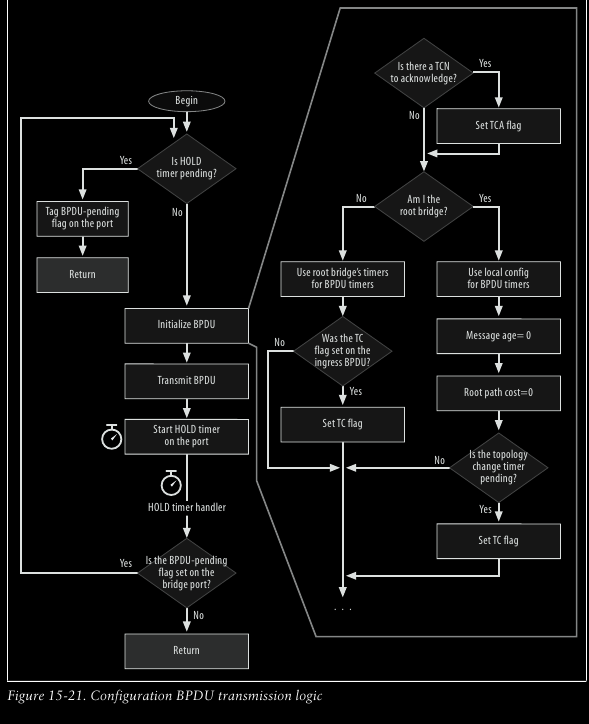 Begin
Is HOLD
timer pending?
Yes
No
Tag BPDU-pending
flag on the port
Return
Initialize BPDU
Transmit BPDU
Start HOLD timer
on the port
HOLD timer handler
Is the BPDU-pending
flag set on the
bridge port?
Yes
No
Return
Is there a TCN
to acknowledge?
Yes
No
Set TCA flag
Am I the
root bridge?
No
Yes
Use root bridge's timers
for BPDU timers
Use local config
for BPDU timers
Was the TC
flag set on the
ingress BPDU?
No
Yes
Set TC flag
Message age= 0
Root path cost=0
Is the topology
change timer
pending?
No
Yes
Set TC flag
. . .
Figure 15-21. Configuration BPDU transmission logic